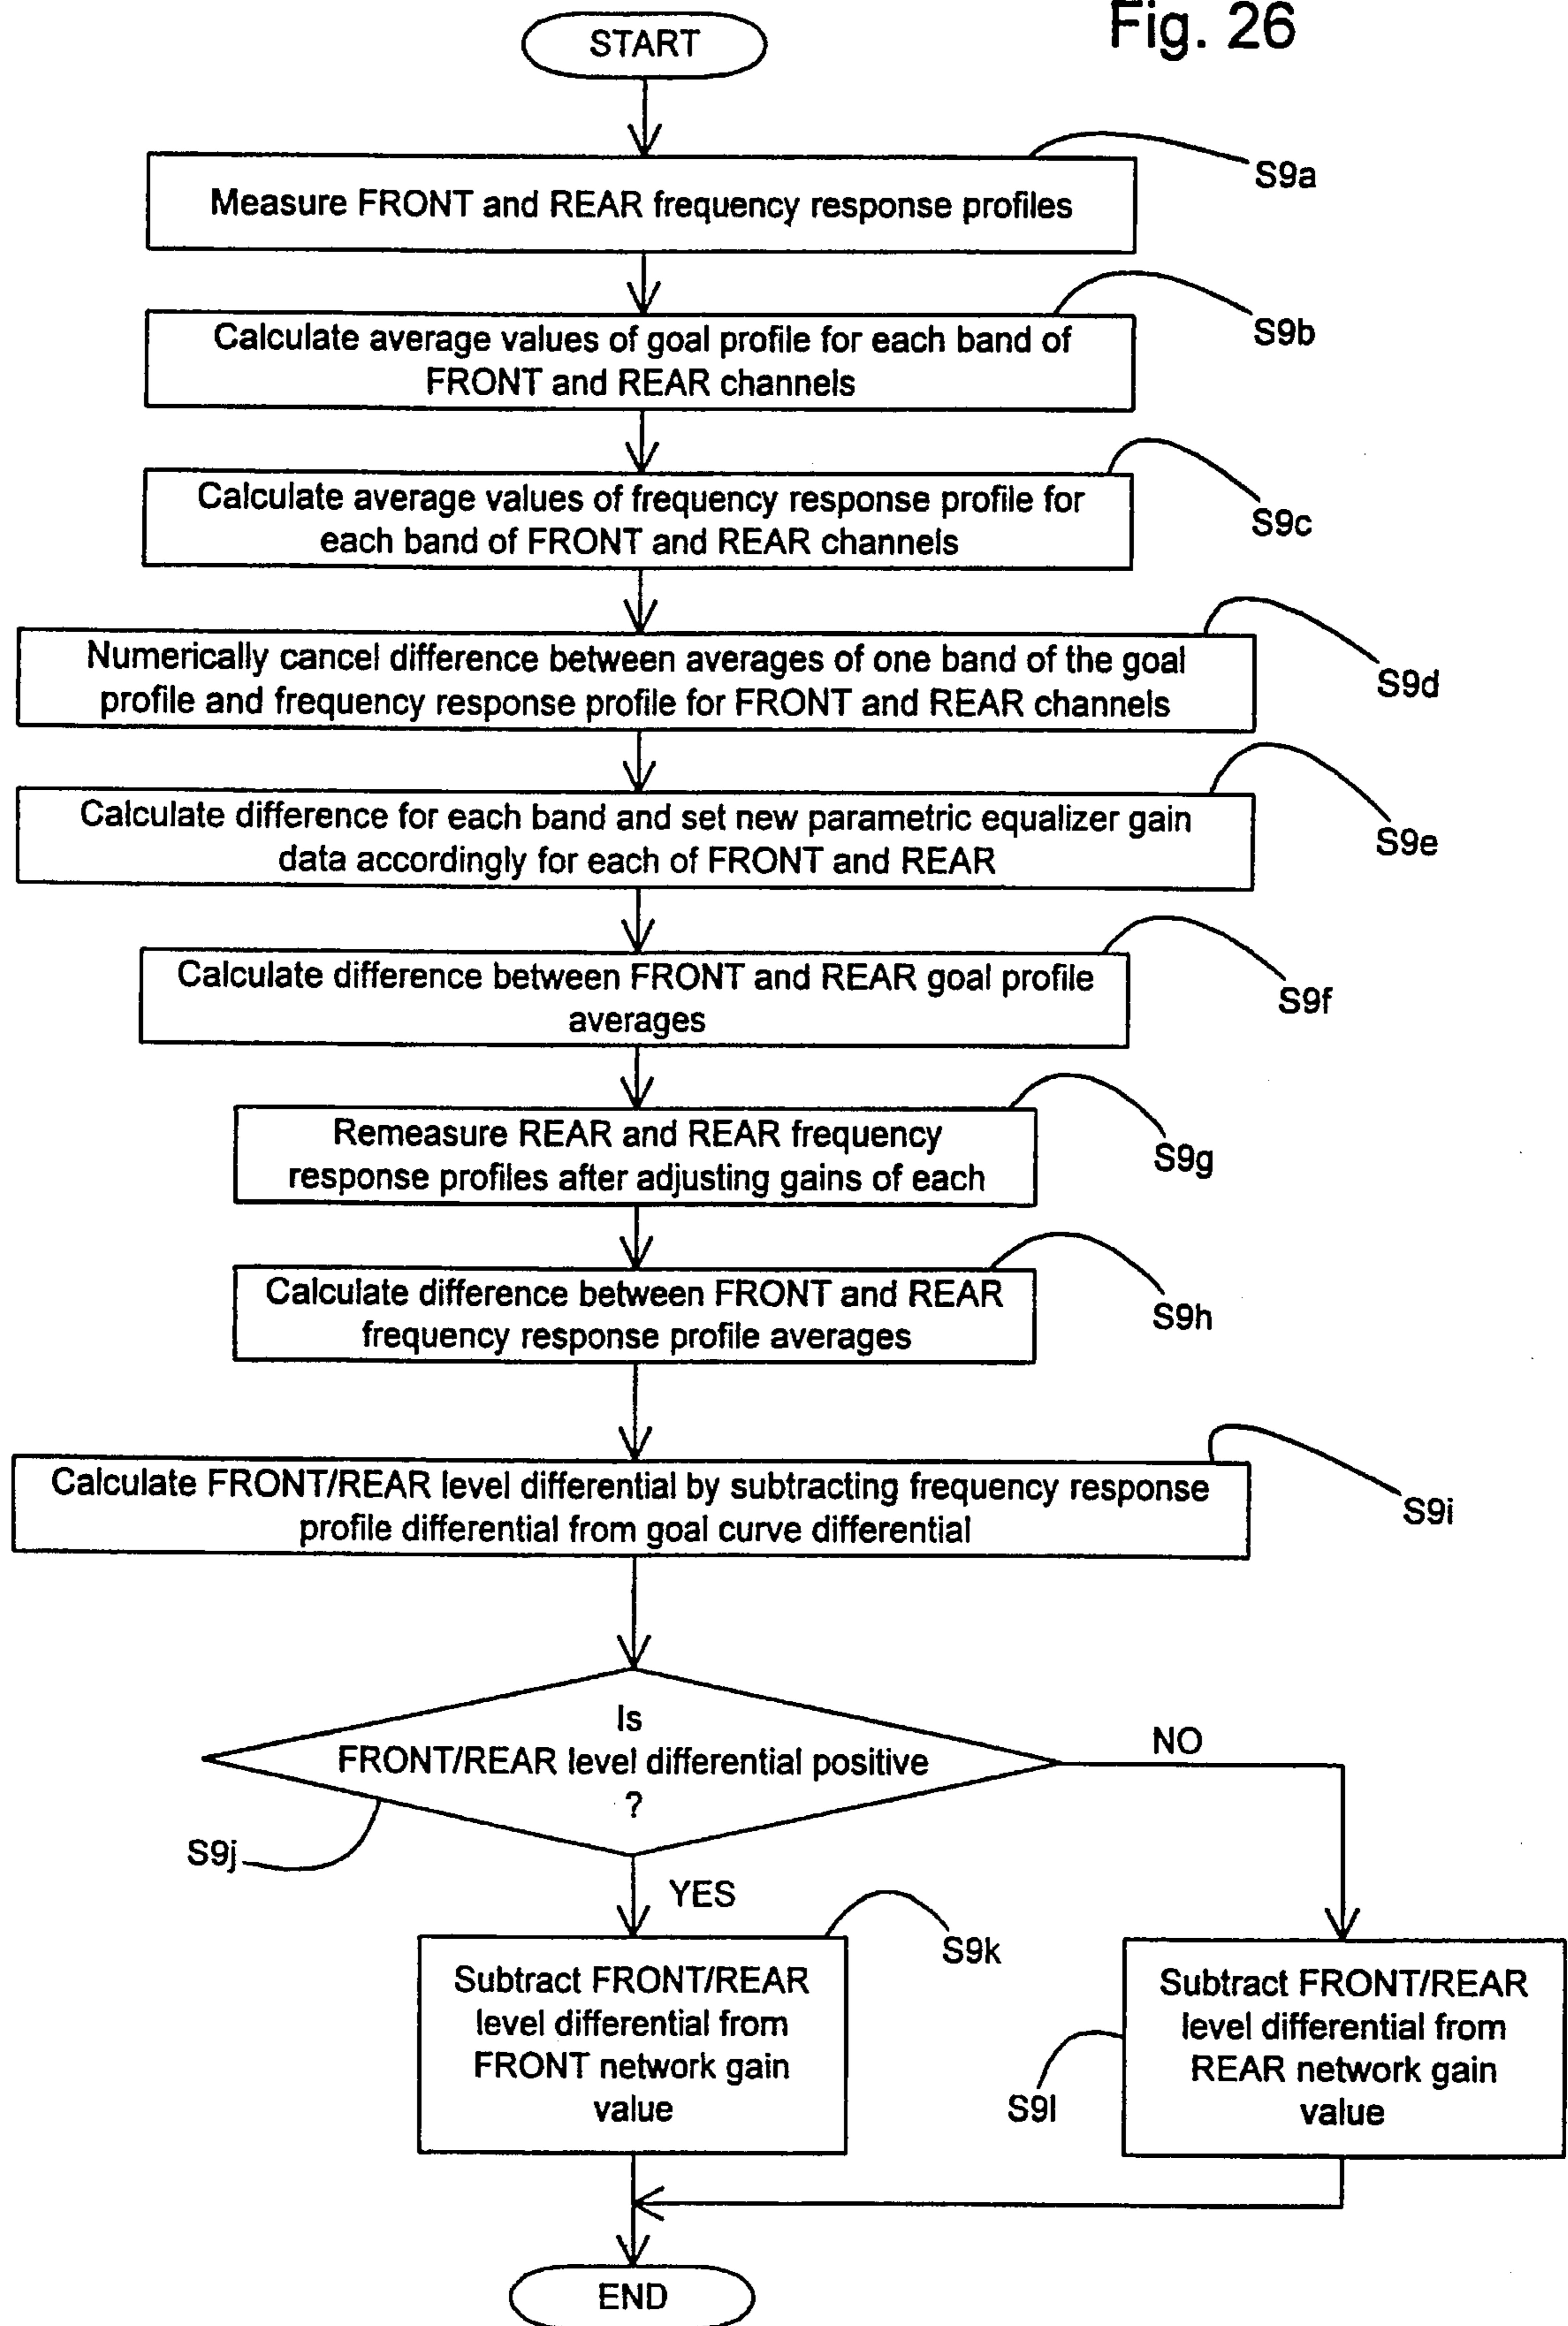 Fig. 26
START
Measure FRONT and REAR frequency response profiles
S9a
Calculate average values of goal profile for each band of
FRONT and REAR channels
S9b
Calculate average values of frequency response profile for
each band of FRONT and REAR channels
S9c
Numerically cancel difference between averages of one band of the goal
profile and frequency response profile for FRONT and REAR channels
S9d
Calculate difference for each band and set new parametric equalizer gain
data accordingly for each of FRONT and REAR
S9e
Calculate difference between FRONT and REAR goal profile
averages
S9f
Remeasure REAR and REAR frequency
response profiles after adjusting gains of each
S9g
Calculate difference between FRONT and REAR
frequency response profile averages
S9h
Calculate FRONT/REAR level differential by subtracting frequency response
profile differential from goal curve differential
S9i
Is
FRONT/REAR level differential positive
?
NO
S9j
YES
S9k
Subtract FRONT/REAR
level differential from
FRONT network gain
value
Subtract FRONT/REAR
level differential from
REAR network gain
value
S9l
END